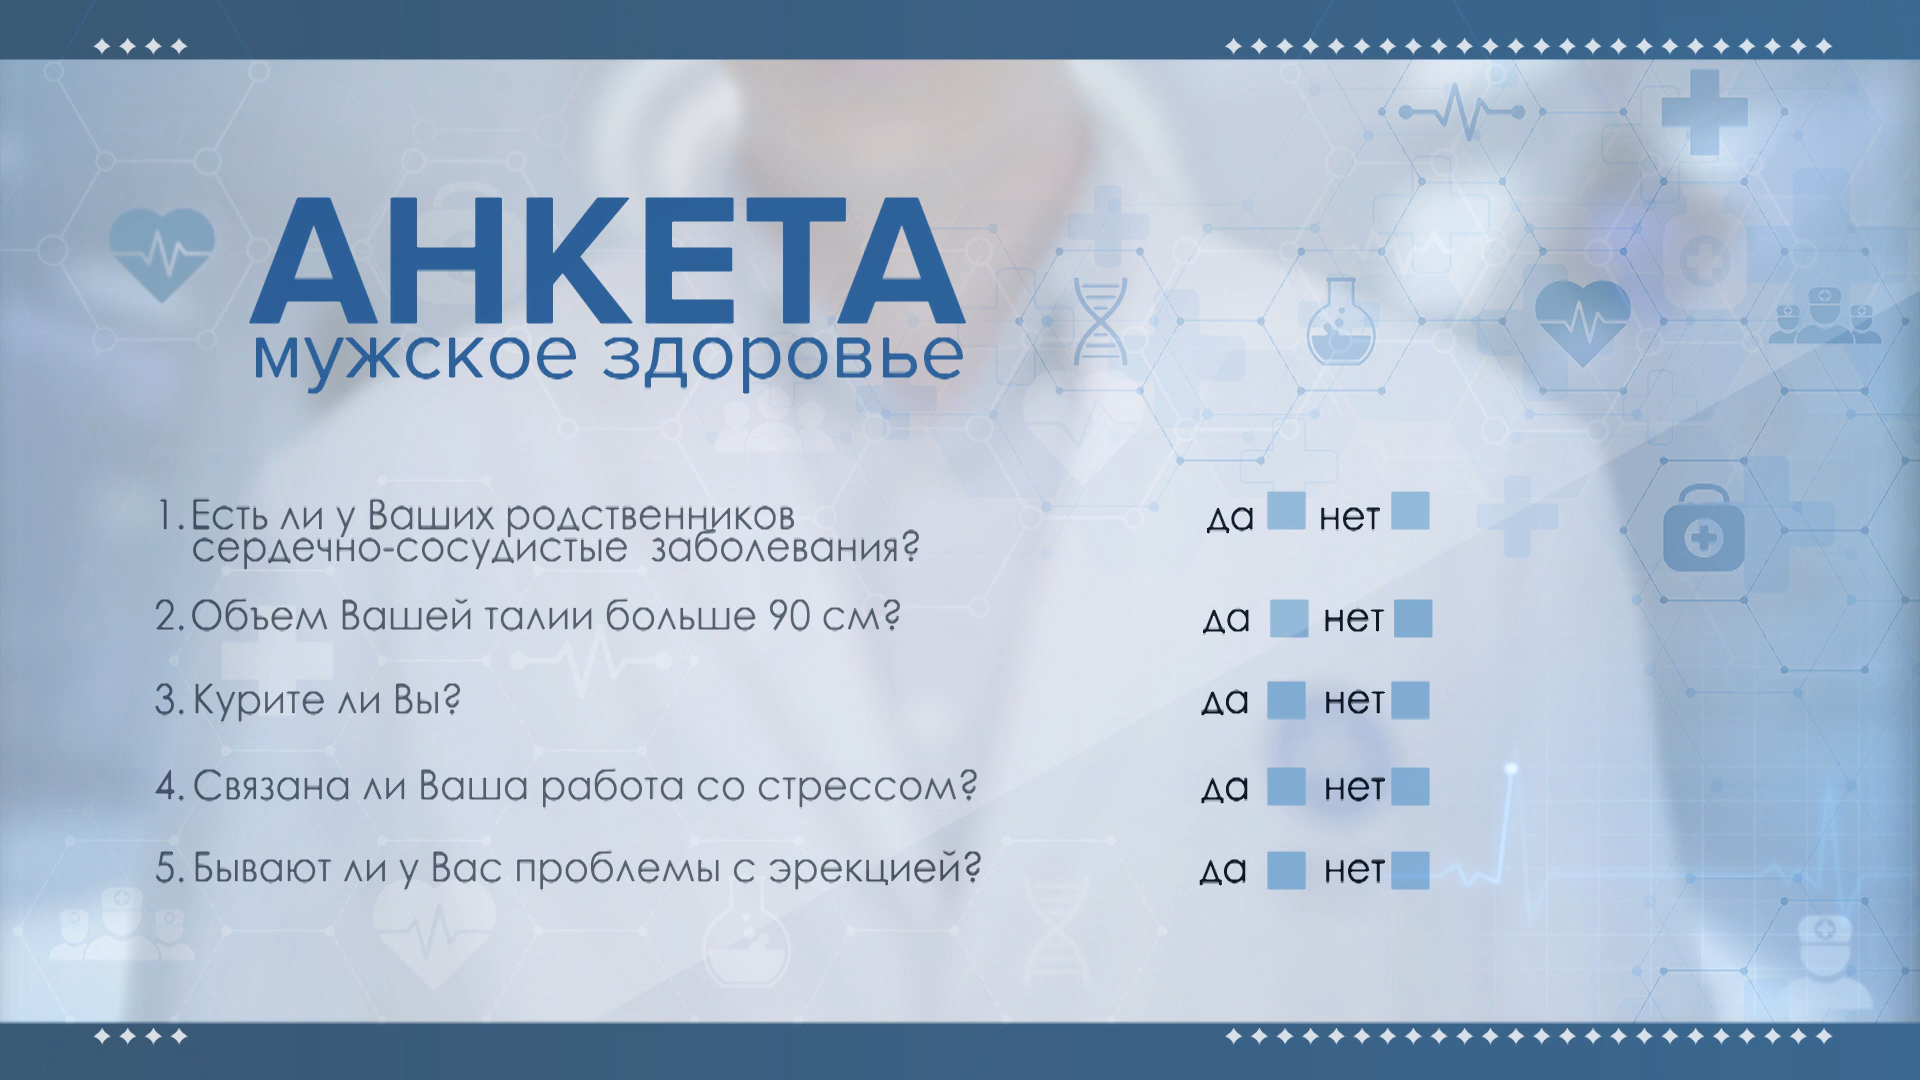 АНКЕТА
мужское здоровье
1. Есть ли у Ваших родственников
сердечно-сосудистые заболевания?
да нет
2. Объем Вашей талии больше 90 см?
да нет
3. Курите ли Вы?
да нет
4. Связана ли Ваша работа со стрессом?
да нет
5. Бывают ли у Вас проблемы с эрекцией?
да нет